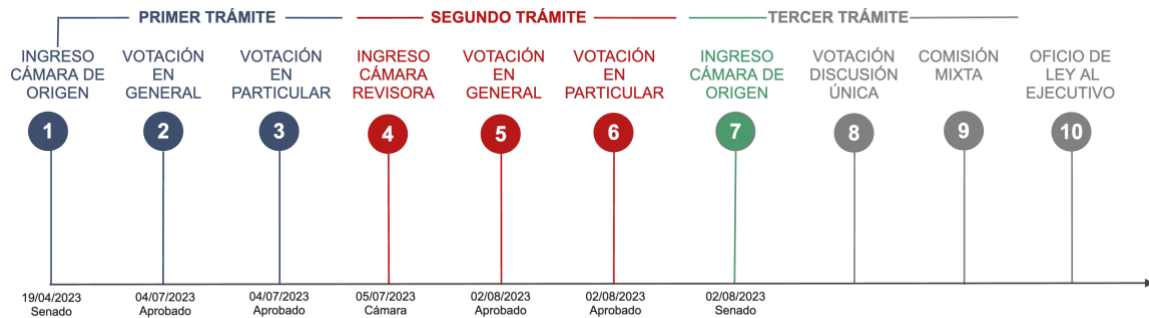 PRIMER TRÁMITE
SEGUNDO TRÁMITE
TERCER TRÁMITE
INGRESO
CÁMARA DE
ORIGEN
VOTACIÓN
EN
GENERAL
VOTACIÓN
EN
PARTICULAR
INGRESO
CÁMARA
REVISORA
VOTACIÓN
EN
GENERAL
VOTACIÓN
EN
PARTICULAR
INGRESO
CÁMARA DE
ORIGEN
VOTACIÓN
DISCUSIÓN
ÚNICA
COMISIÓN
MIXTA
OFICIO DE
LEY AL
EJECUTIVO
1
2
3
4
5
6
7
8
9
10
19/04/2023
Senado
04/07/2023
Aprobado
04/07/2023
Aprobado
05/07/2023
Cámara
02/08/2023
Aprobado
02/08/2023
Aprobado
02/08/2023
Senado